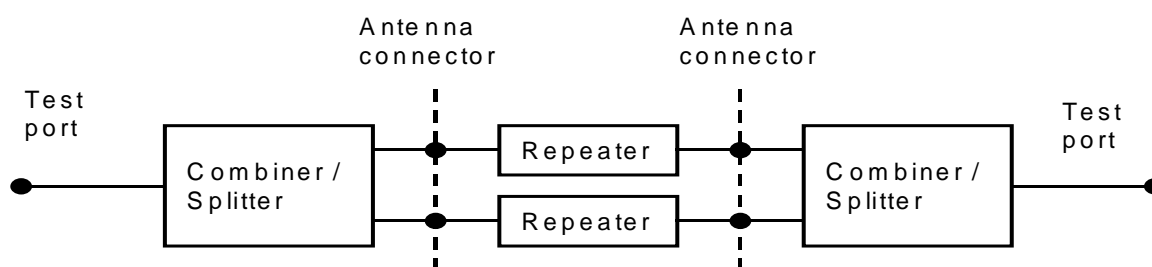 Antenna
connector
Antenna
connector
Test
port
Test
port
Combiner /
Splitter
Repeater
Repeater
Combiner /
Splitter